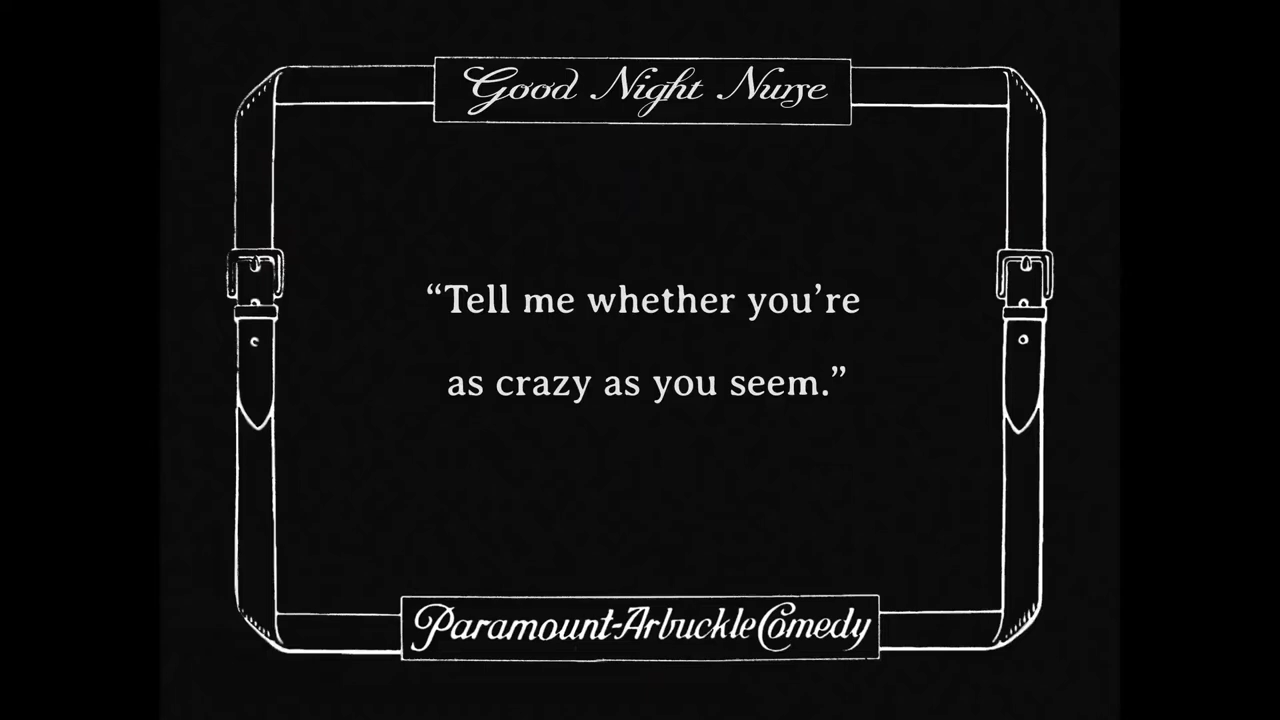 Good Night Nurse
“Tell me whether you’re
as crazy as you seem.”
Paramount-Arbuckle Comedy